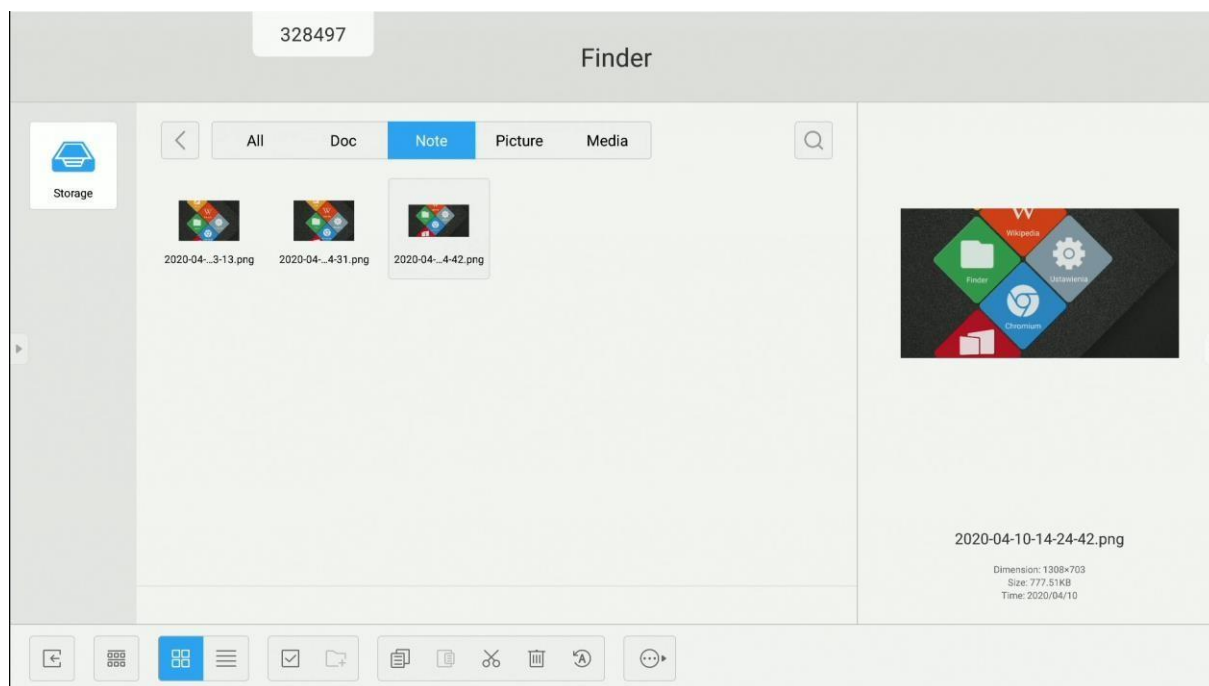 328497
Finder
Storage
All
Doc
Note
Picture
Media
2020-04-...3-13.png
2020-04-...4-31.png
2020-04-...4-42.png
Wikipedia
Finder
Ustawienia
Chromium
2020-04-10-14-24-42.png
Dimension: 1308×703
Size: 777.51KB
Time: 2020/04/10